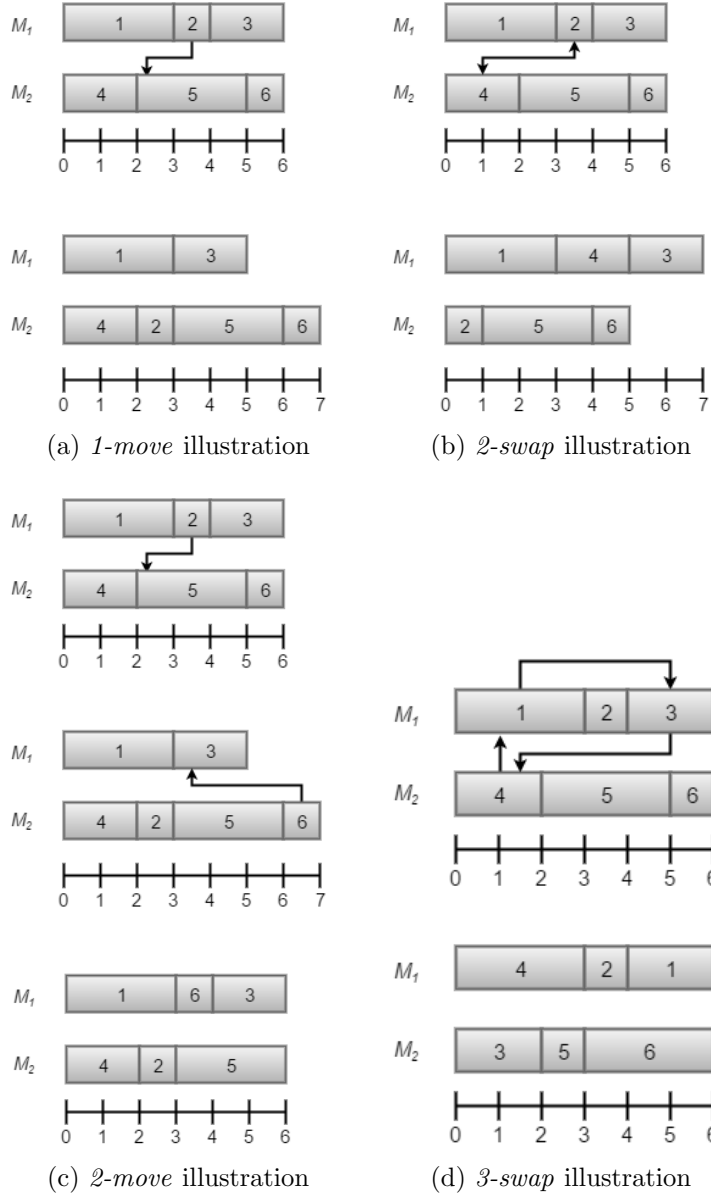 M1 1 2 3
M2 4 5 6
0 1 2 3 4 5 6
M1 1 3
M2 4 2 5 6
0 1 2 3 4 5 6 7
(a) 1-move illustration
M1 1 2 3
M2 4 5 6
0 1 2 3 4 5 6
M1 1 4 3
M2 2 5 6
0 1 2 3 4 5 6 7
(b) 2-swap illustration
M1 1 2 3
M2 4 5 6
0 1 2 3 4 5 6
M1 1 3
M2 4 2 5 6
0 1 2 3 4 5 6 7
M1 1 6 3
M2 4 2 5
0 1 2 3 4 5 6
(c) 2-move illustration
M1 1 2 3
M2 4 5 6
0 1 2 3 4 5 6
M1 4 2 1
M2 3 5 6
0 1 2 3 4 5 6
(d) 3-swap illustration